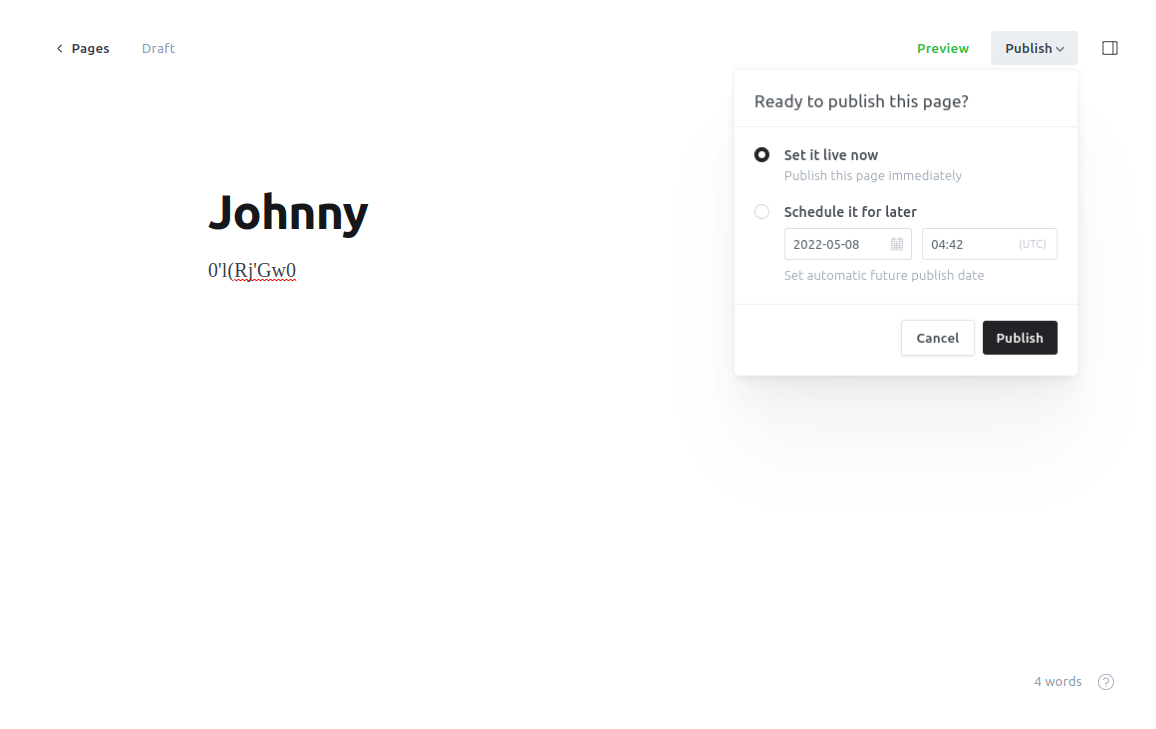 Pages Draft Preview Publish
Ready to publish this page?
Set it live now
Publish this page immediately
Schedule it for later
2022-05-08 04:42 (UTC)
Set automatic future publish date
Cancel Publish
Johnny
0'l(Rj'Gw0
4 words ?